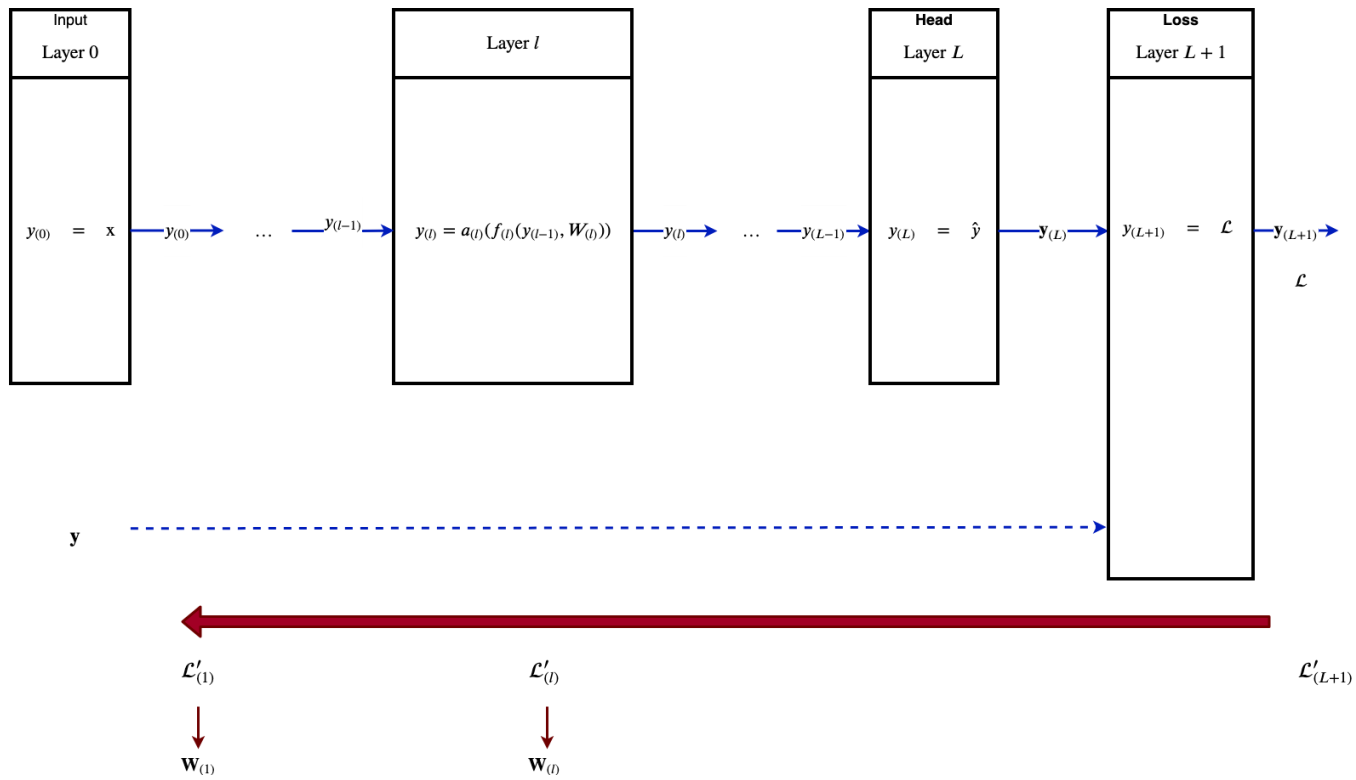 Input
Layer 0
Layer l
Head
Layer L
Loss
Layer L + 1
y(0) = x
y(0)
...
y(l−1)
y(l) = a(l)(f(l)(y(l−1), W(l)))
y(l)
...
y(L−1)
y(L) = ŷ
y(L)
y(L+1) = ℒ
y(L+1)
ℒ
y
ℒ′(1)
ℒ′(l)
ℒ′(L+1)
W(1)
W(l)